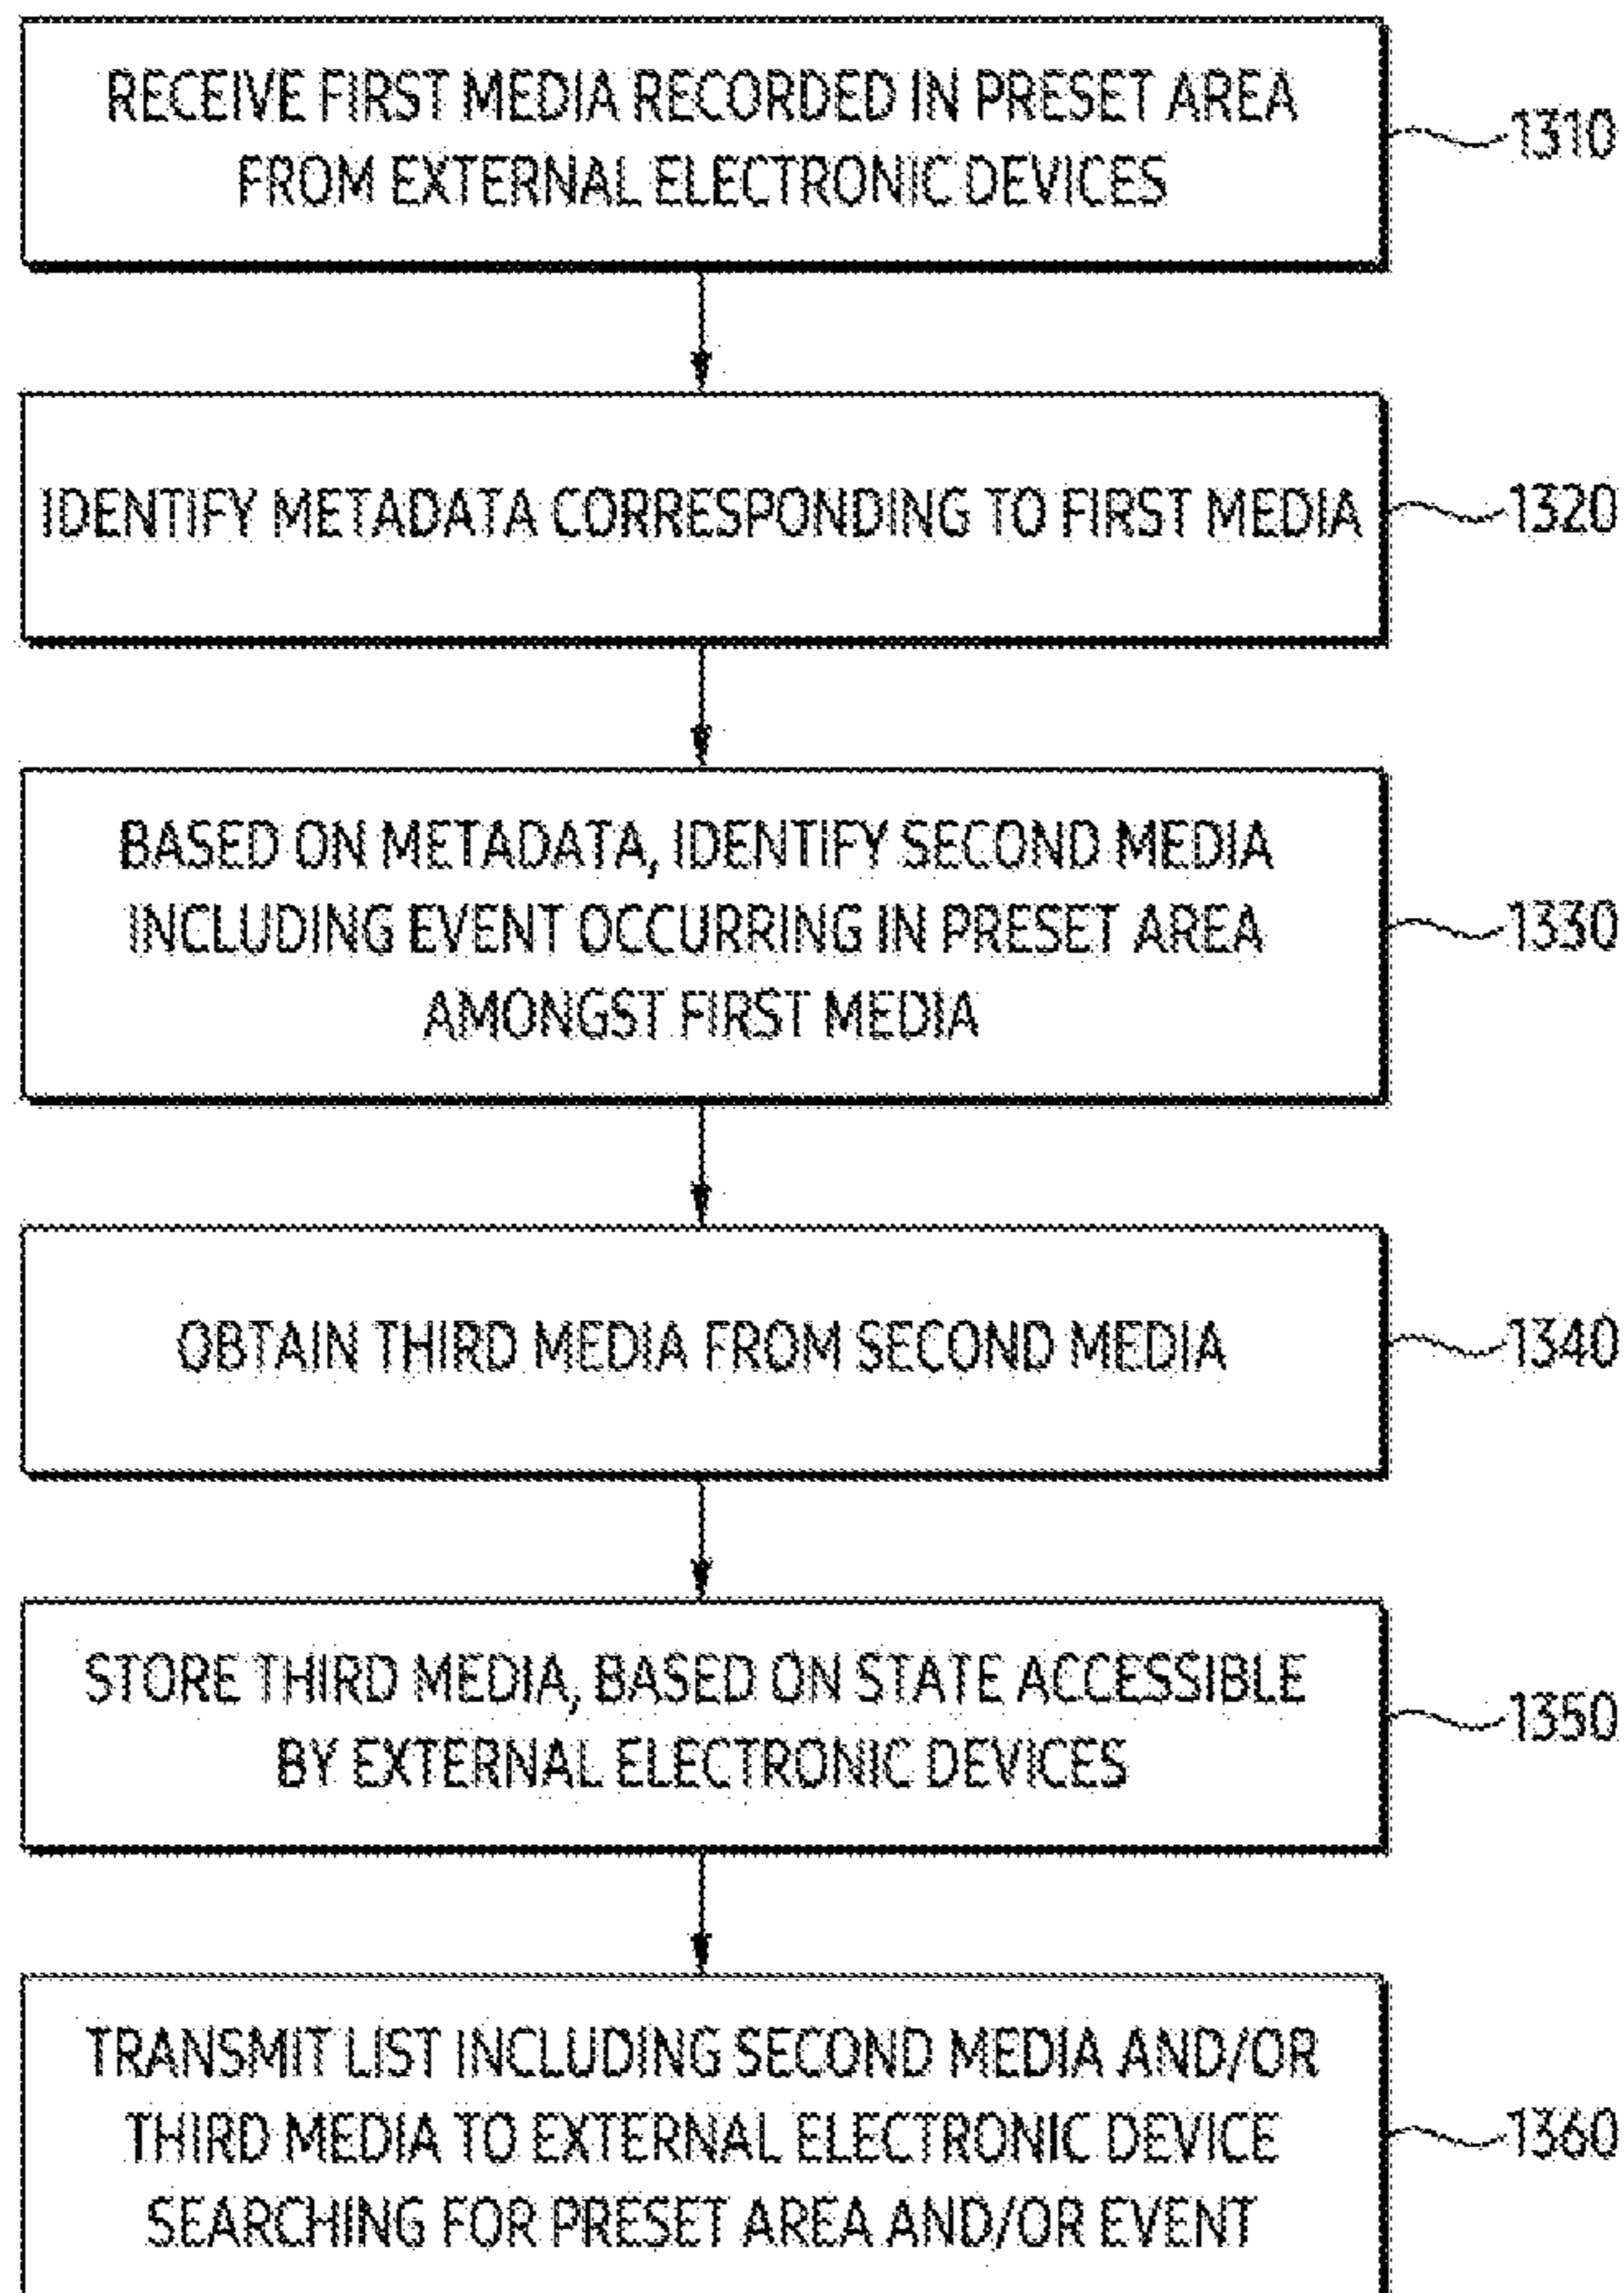 RECEIVE FIRST MEDIA RECORDED IN PRESET AREA
FROM EXTERNAL ELECTRONIC DEVICES
1310
IDENTIFY METADATA CORRESPONDING TO FIRST MEDIA
1320
BASED ON METADATA, IDENTIFY SECOND MEDIA
INCLUDING EVENT OCCURRING IN PRESET AREA
AMONGST FIRST MEDIA
1330
OBTAIN THIRD MEDIA FROM SECOND MEDIA
1340
STORE THIRD MEDIA, BASED ON STATE ACCESSIBLE
BY EXTERNAL ELECTRONIC DEVICES
1350
TRANSMIT LIST INCLUDING SECOND MEDIA AND/OR
THIRD MEDIA TO EXTERNAL ELECTRONIC DEVICE
SEARCHING FOR PRESET AREA AND/OR EVENT
1360